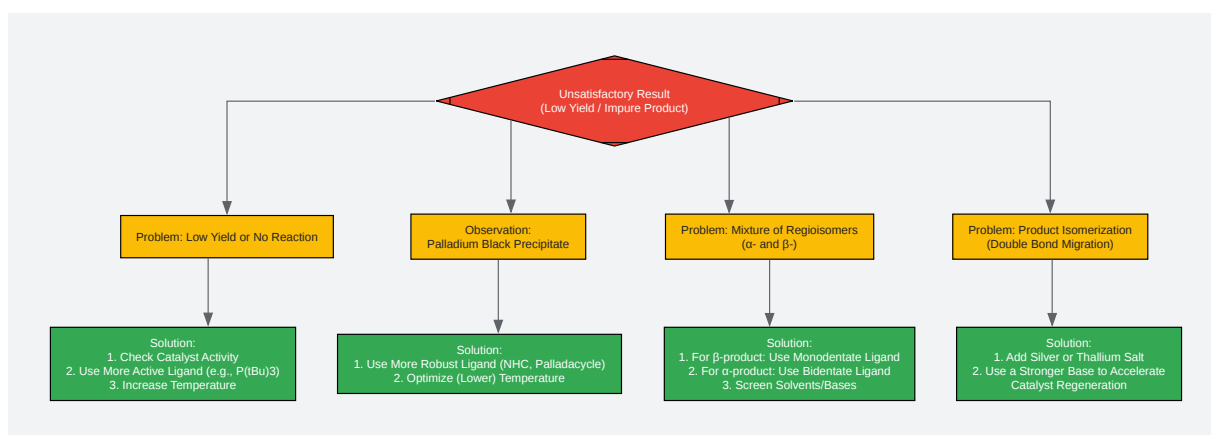 Unsatisfactory Result
(Low Yield / Impure Product)
Problem: Low Yield or No Reaction
Observation:
Palladium Black Precipitate
Problem: Mixture of Regioisomers
(α- and β-)
Problem: Product Isomerization
(Double Bond Migration)
Solution:
1. Check Catalyst Activity
2. Use More Active Ligand (e.g., P(tBu)3)
3. Increase Temperature
Solution:
1. Use More Robust Ligand (NHC, Palladacycle)
2. Optimize (Lower) Temperature
Solution:
1. For β-product: Use Monodentate Ligand
2. For α-product: Use Bidentate Ligand
3. Screen Solvents/Bases
Solution:
1. Add Silver or Thallium Salt
2. Use a Stronger Base to Accelerate
Catalyst Regeneration